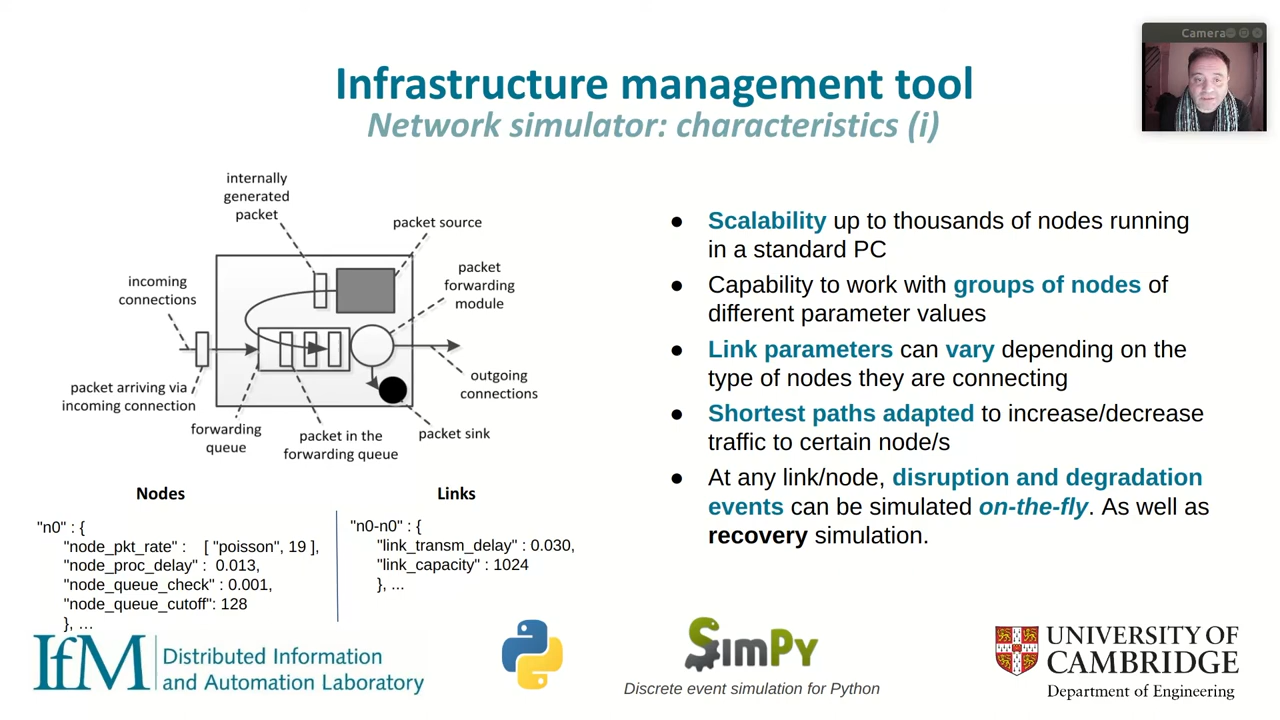 Camera
Infrastructure management tool
Network simulator: characteristics (i)
internally
generated
packet
packet source
packet
forwarding
module
incoming
connections
packet arriving via
incoming connection
forwarding
queue
packet in the
forwarding queue
packet sink
outgoing
connections
● Scalability up to thousands of nodes running
in a standard PC
● Capability to work with groups of nodes of
different parameter values
● Link parameters can vary depending on the
type of nodes they are connecting
● Shortest paths adapted to increase/decrease
traffic to certain node/s
● At any link/node, disruption and degradation
events can be simulated on-the-fly. As well as
recovery simulation.
Nodes
"n0" : {
"node_pkt_rate" : [ "poisson", 19 ],
"node_proc_delay" : 0.013,
"node_queue_check" : 0.001,
"node_queue_cutoff": 128
}, ...
Links
"n0-n0" : {
"link_transm_delay" : 0.030,
"link_capacity" : 1024
}, ...
IfM
Distributed Information
and Automation Laboratory
SimPy
Discrete event simulation for Python
UNIVERSITY OF
CAMBRIDGE
Department of Engineering